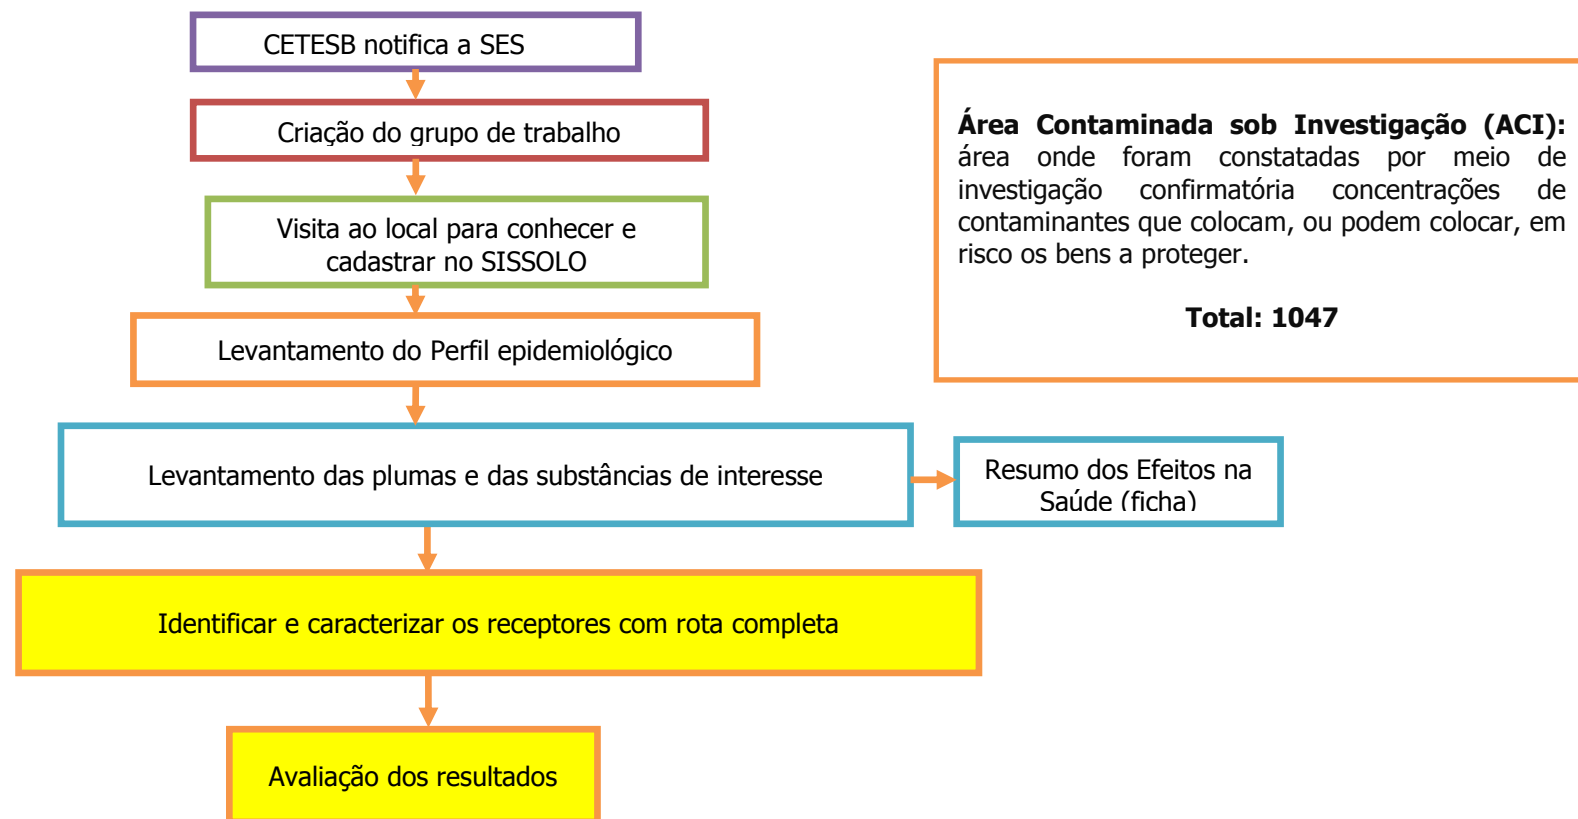 CETESB notifica a SES
Criação do grupo de trabalho
Visita ao local para conhecer e
cadastrar no SISSOLO
Levantamento do Perfil epidemiológico
Levantamento das plumas e das substâncias de interesse
Resumo dos Efeitos na
Saúde (ficha)
Identificar e caracterizar os receptores com rota completa
Avaliação dos resultados
Área Contaminada sob Investigação (ACI):
área onde foram constatadas por meio de
investigação confirmatória concentrações de
contaminantes que colocam, ou podem colocar, em
risco os bens a proteger.
Total: 1047